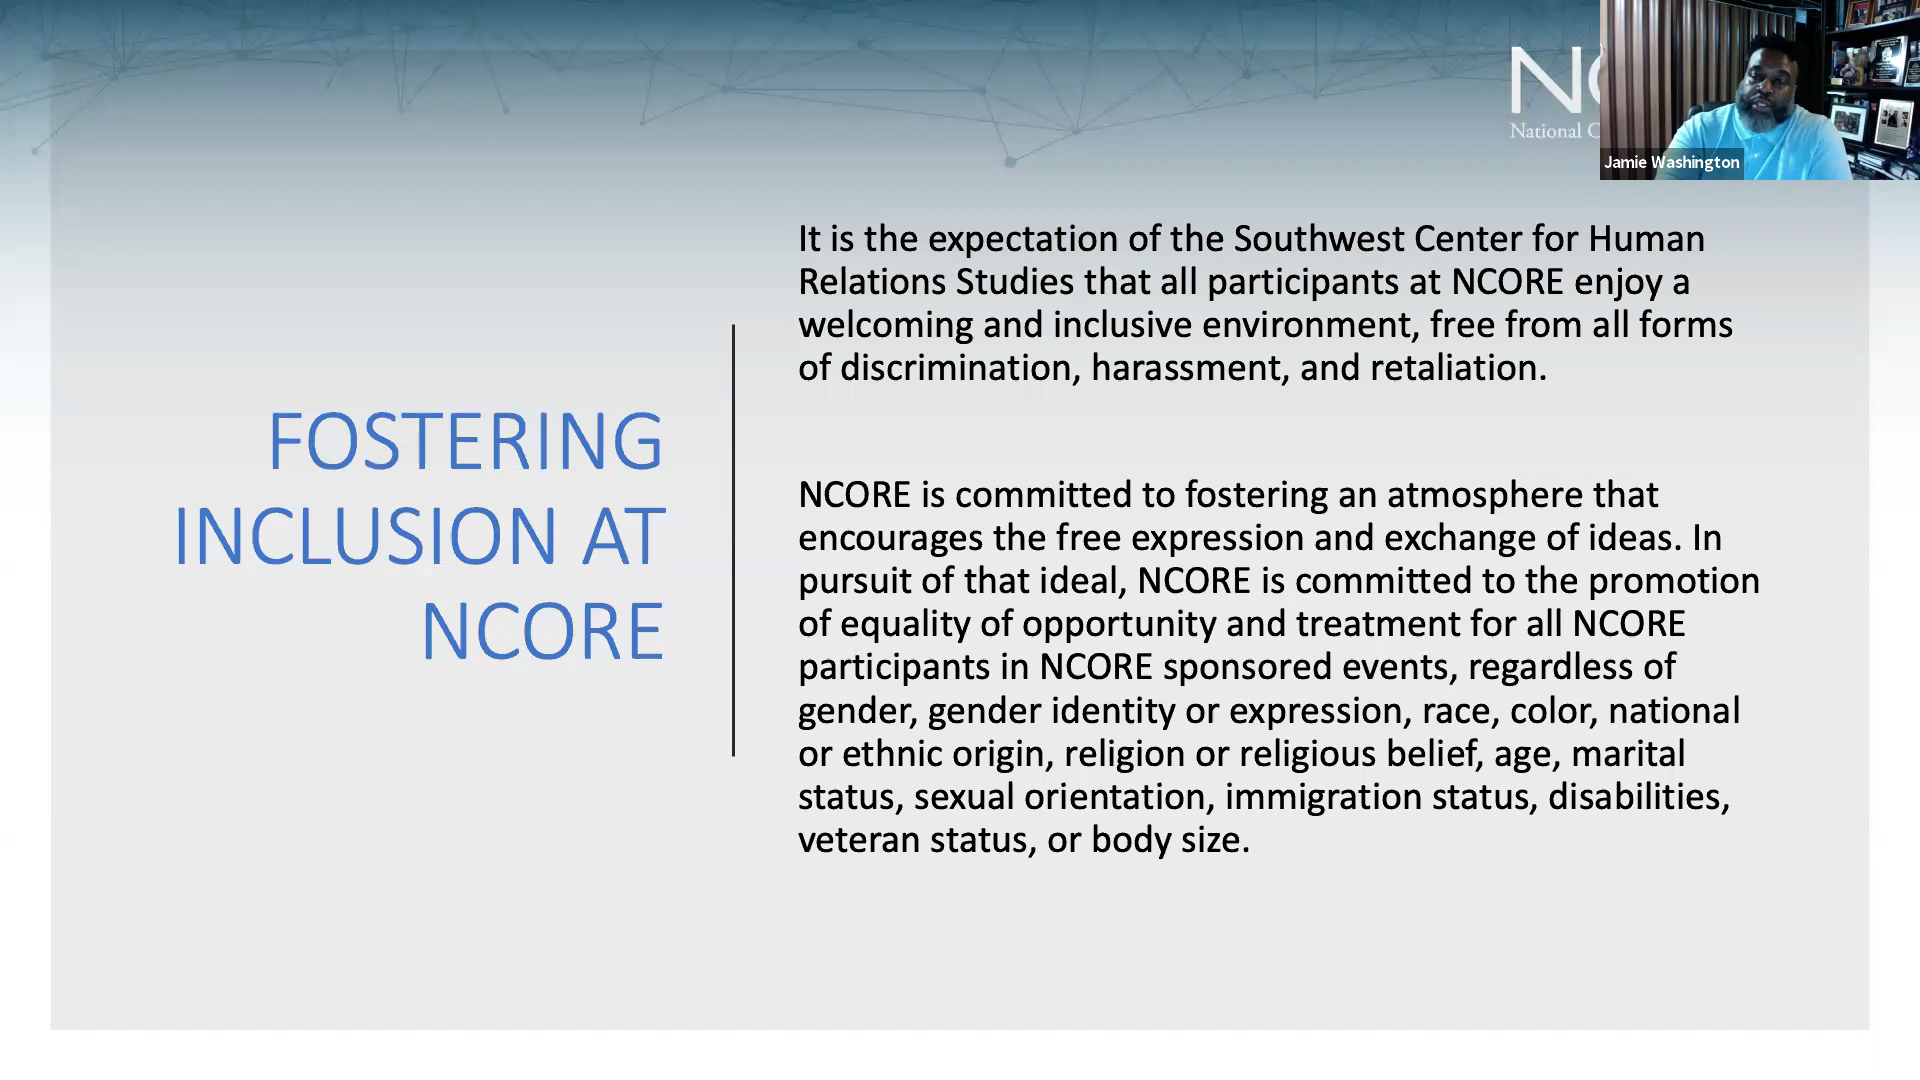 NC
National C
Jamie Washington
FOSTERING
INCLUSION AT
NCORE
It is the expectation of the Southwest Center for Human
Relations Studies that all participants at NCORE enjoy a
welcoming and inclusive environment, free from all forms
of discrimination, harassment, and retaliation.
NCORE is committed to fostering an atmosphere that
encourages the free expression and exchange of ideas. In
pursuit of that ideal, NCORE is committed to the promotion
of equality of opportunity and treatment for all NCORE
participants in NCORE sponsored events, regardless of
gender, gender identity or expression, race, color, national
or ethnic origin, religion or religious belief, age, marital
status, sexual orientation, immigration status, disabilities,
veteran status, or body size.